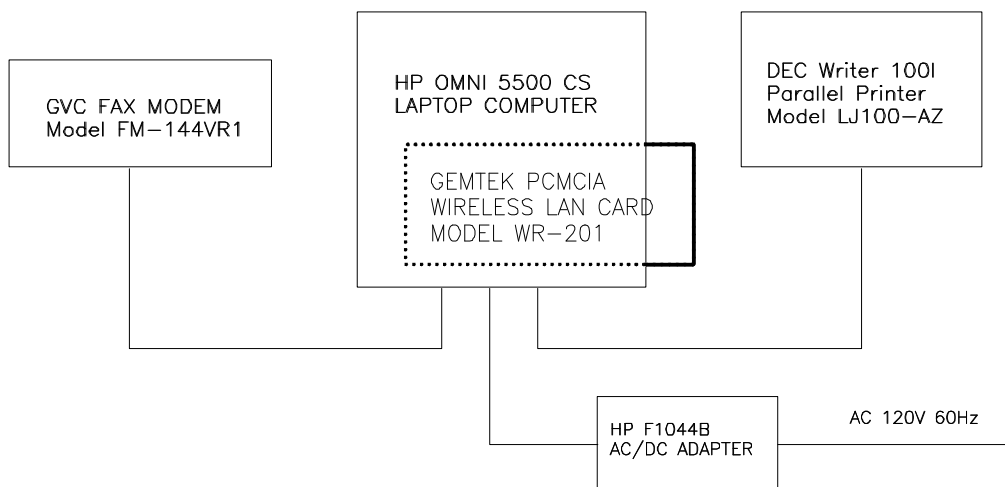 GVC FAX MODEM
Model FM-144VR1
HP OMNI 5500 CS
LAPTOP COMPUTER
GEMTEK PCMCIA
WIRELESS LAN CARD
MODEL WR-201
DEC Writer 100I
Parallel Printer
Model LJ100-AZ
HP F1044B
AC/DC ADAPTER
AC 120V 60Hz